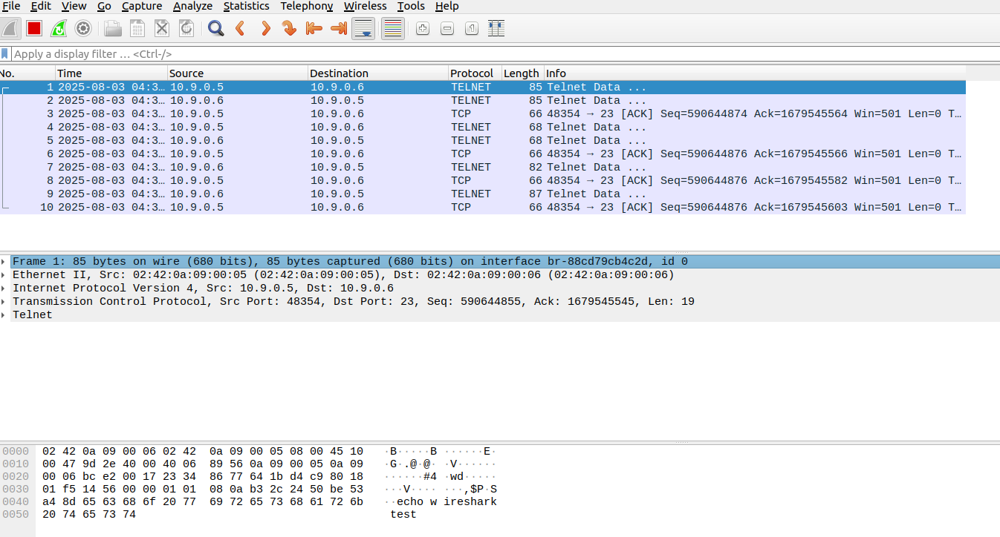 File Edit View Go Capture Analyze Statistics Telephony Wireless Tools Help
Apply a display filter … <Ctrl-/>
No. Time Source Destination Protocol Length Info
1 2025-08-03 04:3… 10.9.0.5 10.9.0.6 TELNET 85 Telnet Data ...
2 2025-08-03 04:3… 10.9.0.6 10.9.0.5 TELNET 85 Telnet Data ...
3 2025-08-03 04:3… 10.9.0.5 10.9.0.6 TCP 66 48354 → 23 [ACK] Seq=590644874 Ack=1679545564 Win=501 Len=0 T…
4 2025-08-03 04:3… 10.9.0.5 10.9.0.6 TELNET 68 Telnet Data ...
5 2025-08-03 04:3… 10.9.0.6 10.9.0.5 TELNET 68 Telnet Data ...
6 2025-08-03 04:3… 10.9.0.5 10.9.0.6 TCP 66 48354 → 23 [ACK] Seq=590644876 Ack=1679545566 Win=501 Len=0 T…
7 2025-08-03 04:3… 10.9.0.6 10.9.0.5 TELNET 82 Telnet Data ...
8 2025-08-03 04:3… 10.9.0.5 10.9.0.6 TCP 66 48354 → 23 [ACK] Seq=590644876 Ack=1679545582 Win=501 Len=0 T…
9 2025-08-03 04:3… 10.9.0.6 10.9.0.5 TELNET 87 Telnet Data ...
10 2025-08-03 04:3… 10.9.0.5 10.9.0.6 TCP 66 48354 → 23 [ACK] Seq=590644876 Ack=1679545603 Win=501 Len=0 T…
Frame 1: 85 bytes on wire (680 bits), 85 bytes captured (680 bits) on interface br-88cd79cb4c2d, id 0
Ethernet II, Src: 02:42:0a:09:00:05 (02:42:0a:09:00:05), Dst: 02:42:0a:09:00:06 (02:42:0a:09:00:06)
Internet Protocol Version 4, Src: 10.9.0.5, Dst: 10.9.0.6
Transmission Control Protocol, Src Port: 48354, Dst Port: 23, Seq: 590644855, Ack: 1679545545, Len: 19
Telnet
0000 02 42 0a 09 00 06 02 42 0a 09 00 05 08 00 45 10 ·B·····B ······E·
0010 00 47 9d 2e 40 00 40 06 89 56 0a 09 00 05 0a 09 ·G·.@·@· ·V······
0020 00 06 bc e2 00 17 23 34 86 77 64 1b d4 c9 80 18 ······#4 ·wd·····
0030 01 f5 14 56 00 00 01 01 08 0a b3 2c 24 50 be 53 ···V···· ···,$P·S
0040 a4 8d 65 63 68 6f 20 77 69 72 65 73 68 61 72 6b ··echo w ireshark
0050 20 74 65 73 74 test